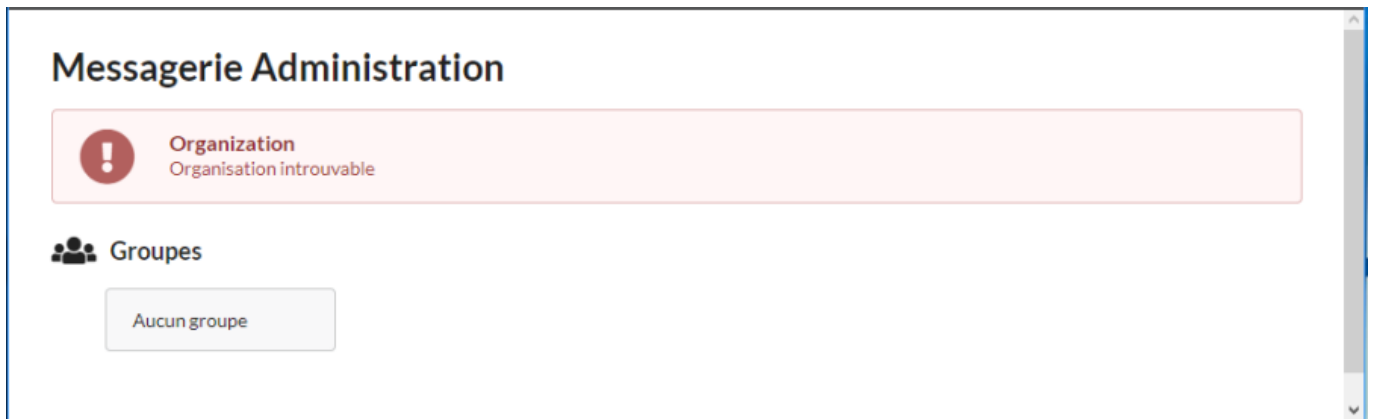 Messagerie Administration
Organization
Organisation introuvable
Groupes
Aucun groupe